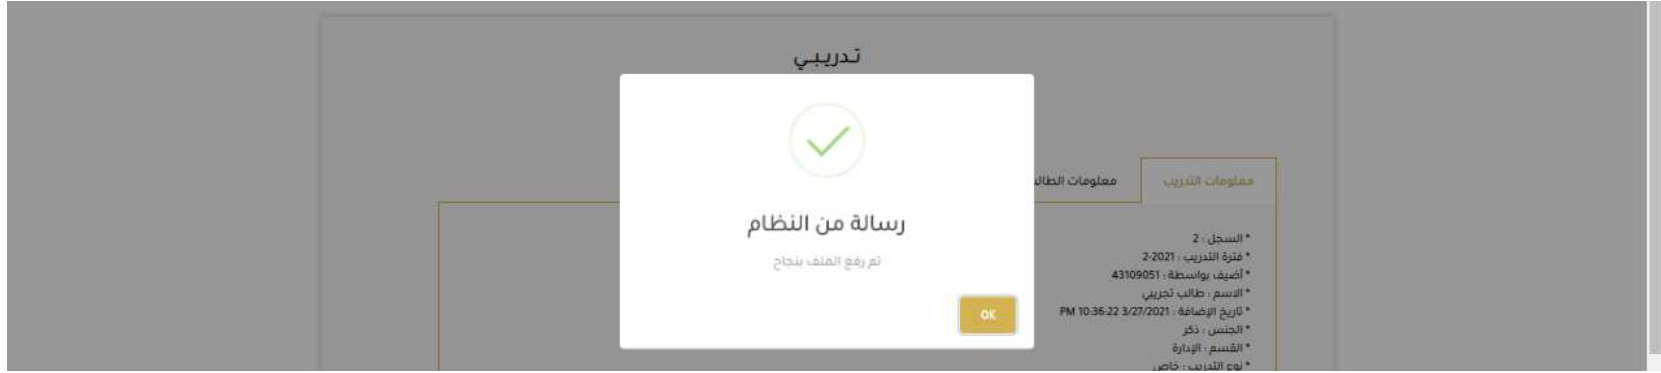 تدريبي
معلومات التدريب
معلومات الطالب
رسالة من النظام
تم رفع الملف بنجاح
OK
* السجل : 2
* فترة التدريب : 2021-2
* أضيف بواسطة : 43109051
* الاسم : طالب تجريبي
* تاريخ الإضافة : 3/27/2021 10:36:22 PM
* الجنس : ذكر
* القسم : الإدارة
* نوع التدريب : خاص